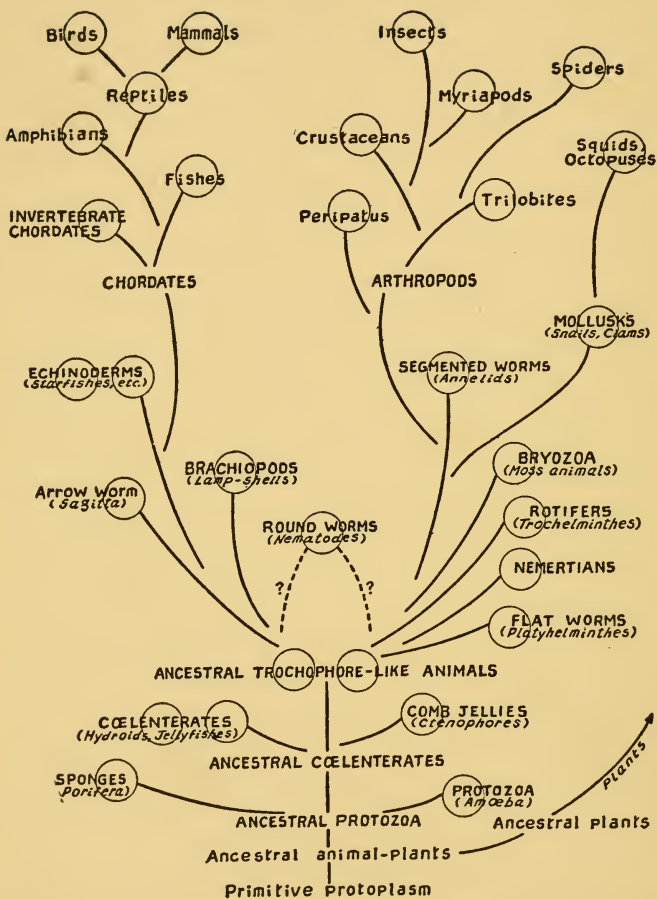 Birds
Mammals
Insects
Spiders
Reptiles
Myriapods
Amphibians
Crustaceans
Squids,
Octopuses
Fishes
INVERTEBRATE
CHORDATES
Peripatus
Trilobites
CHORDATES
ARTHROPODS
MOLLUSKS
(Snails, Clams)
ECHINODERMS
(Starfishes, etc.)
SEGMENTED WORMS
(Annelids)
BRACHIOPODS
(Lamp-shells)
BRYOZOA
(Moss animals)
Arrow Worm
(Sagitta)
ROUND WORMS
(Nematodes)
ROTIFERS
(Trochelminthes)
NEMERTIANS
?
?
FLAT WORMS
(Platyhelminthes)
ANCESTRAL TROCHOPHORE-LIKE ANIMALS
CŒLENTERATES
(Hydroids, Jellyfishes)
COMB JELLIES
(Ctenophores)
ANCESTRAL CŒLENTERATES
SPONGES
Porifera)
PROTOZOA
(Amœba)
Plants
ANCESTRAL PROTOZOA
Ancestral plants
Ancestral animal-plants
Primitive protoplasm